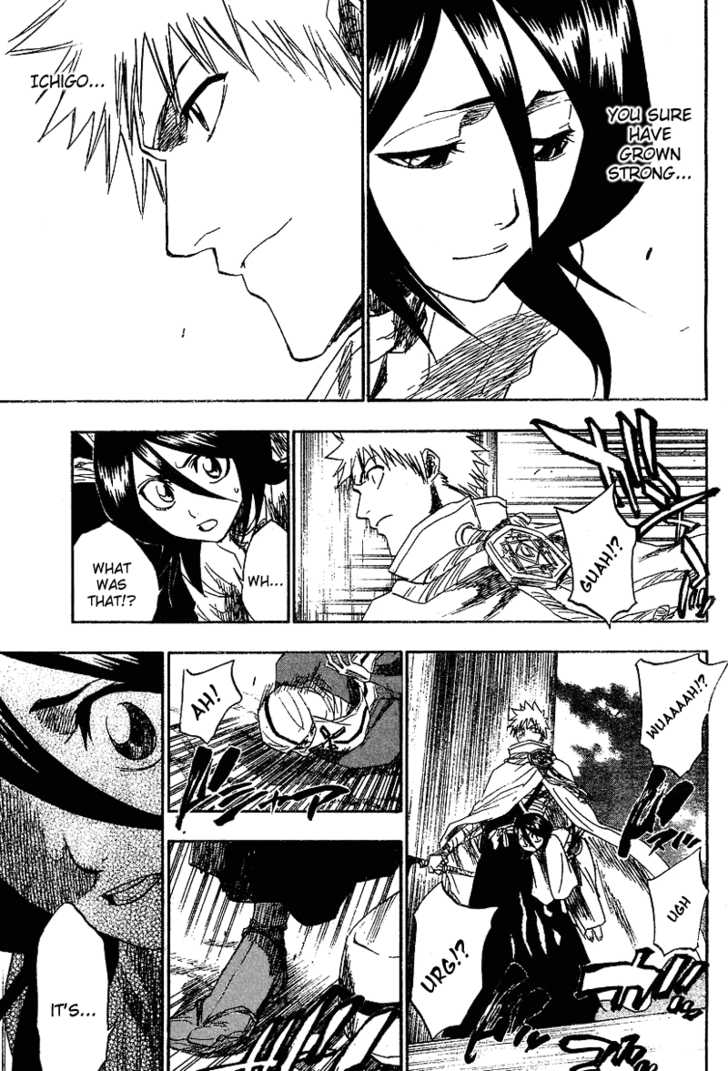 YOU SURE
HAVE
GROWN
STRONG...
ICHIGO...
GUAH!?
WH...
WHAT
WAS
THAT!?
WUAAAAH!?
UGH
URG!?
AH!
IT'S...